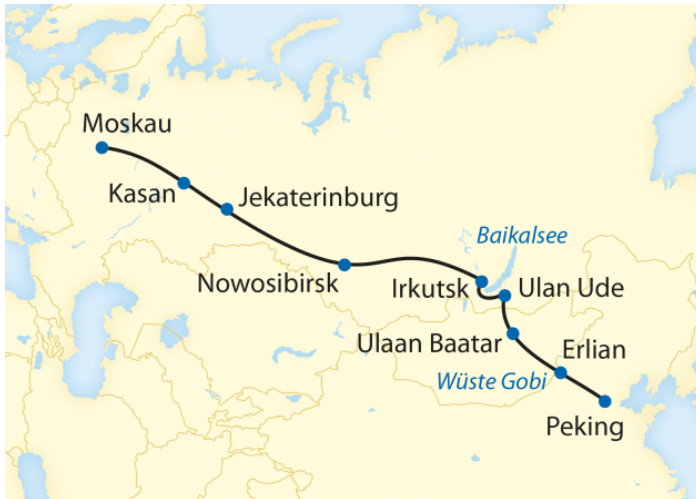 Moskau
Kasan
Jekaterinburg
Nowosibirsk
Baikalsee
Irkutsk
Ulan Ude
Ulaan Baatar
Erlian
Wüste Gobi
Peking